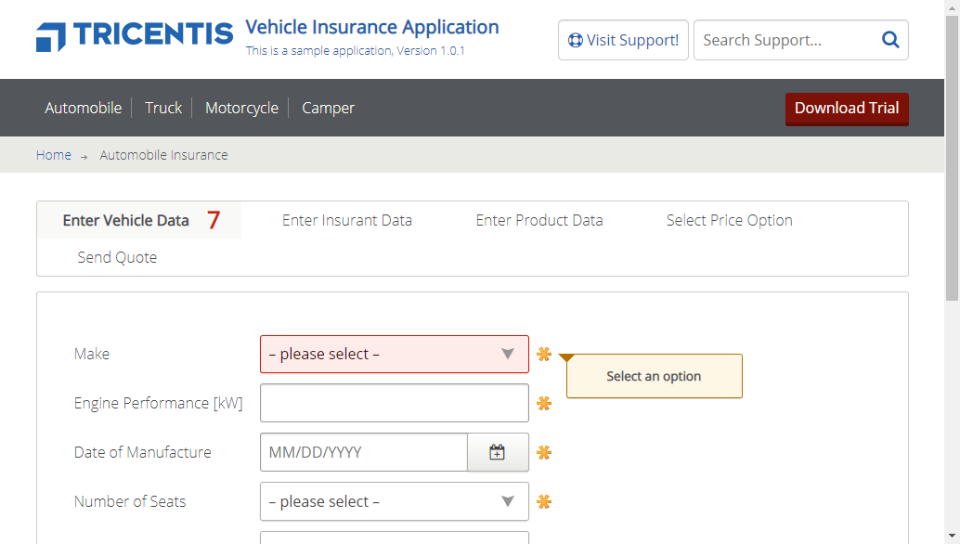 TRICENTIS Vehicle Insurance Application
This is a sample application, Version 1.0.1
Visit Support! Search Support...
Automobile Truck Motorcycle Camper Download Trial
Home → Automobile Insurance
Enter Vehicle Data 7 Enter Insurant Data Enter Product Data Select Price Option
Send Quote
Make – please select –
Select an option
Engine Performance [kW]
Date of Manufacture MM/DD/YYYY
Number of Seats – please select –